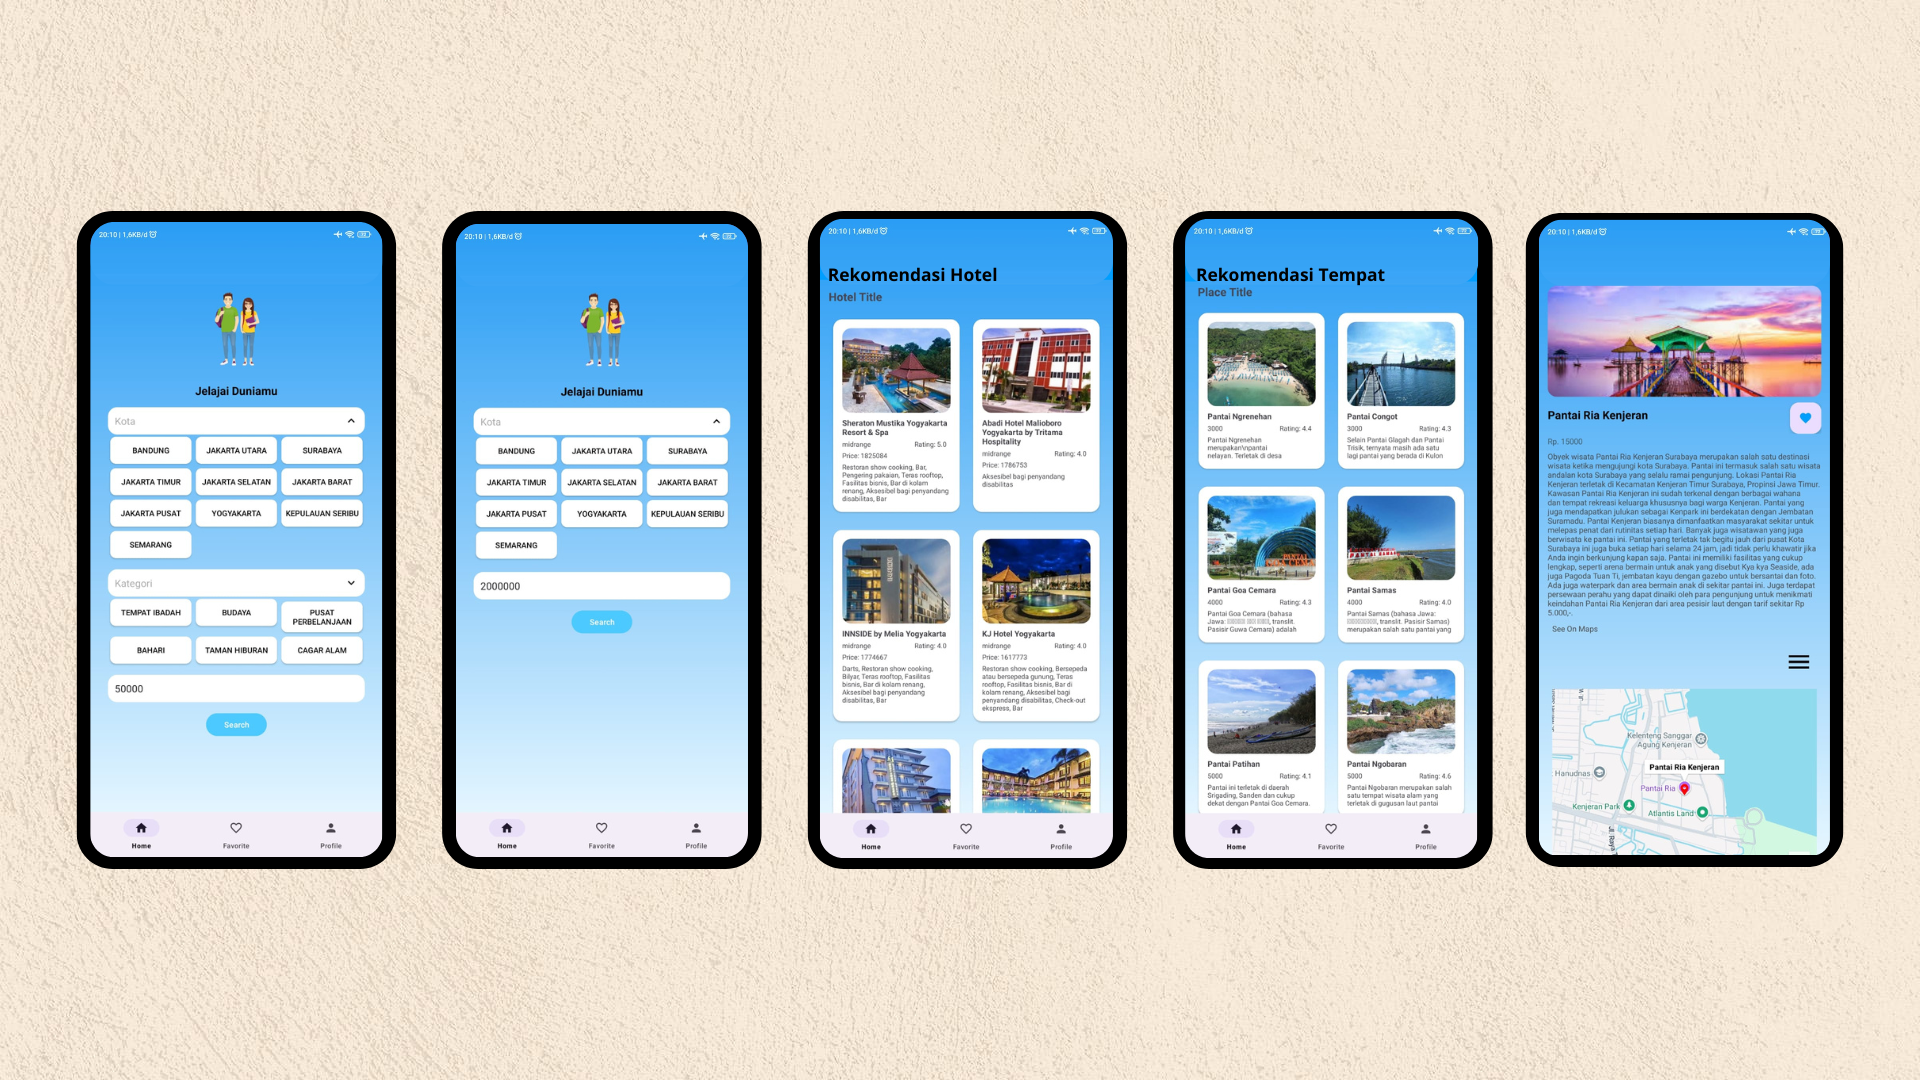 20:10 | 1,6KB/d
Jelajai Duniamu
Kota
BANDUNG
JAKARTA UTARA
SURABAYA
JAKARTA TIMUR
JAKARTA SELATAN
JAKARTA BARAT
JAKARTA PUSAT
YOGYAKARTA
KEPULAUAN SERIBU
SEMARANG
Kategori
TEMPAT IBADAH
BUDAYA
PUSAT
PERBELANJAAN
BAHARI
TAMAN HIBURAN
CAGAR ALAM
50000
Search
Home
Favorite
Profile
20:10 | 1,6KB/d
Jelajai Duniamu
Kota
BANDUNG
JAKARTA UTARA
SURABAYA
JAKARTA TIMUR
JAKARTA SELATAN
JAKARTA BARAT
JAKARTA PUSAT
YOGYAKARTA
KEPULAUAN SERIBU
SEMARANG
2000000
Search
Home
Favorite
Profile
20:10 | 1,6KB/d
Rekomendasi Hotel
Hotel Title
Sheraton Mustika Yogyakarta
Resort & Spa
midrange Rating: 5.0
Price: 1825084
Restoran show cooking, Bar,
Pengering pakaian, Teras rooftop,
Fasilitas bisnis, Bar di kolam
renang, Aksesibel bagi penyandang
disabilitas, Bar
Abadi Hotel Malioboro
Yogyakarta by Tritama
Hospitality
midrange Rating: 4.0
Price: 1786753
Aksesibel bagi penyandang
disabilitas
INNSIDE by Melia Yogyakarta
midrange Rating: 4.0
Price: 1774667
Darts, Restoran show cooking,
Bilyar, Teras rooftop, Fasilitas
bisnis, Bar di kolam renang,
Aksesibel bagi penyandang
disabilitas, Bar
KJ Hotel Yogyakarta
midrange Rating: 4.0
Price: 1617773
Restoran show cooking, Bersepeda
atau bersepeda gunung, Teras
rooftop, Fasilitas bisnis, Bar di
kolam renang, Aksesibel bagi
penyandang disabilitas, Check-out
ekspress, Bar
Home
Favorite
Profile
20:10 | 1,6KB/d
Rekomendasi Tempat
Place Title
Pantai Ngrenehan
3000 Rating: 4.4
Pantai Ngrenehan
merupakan\npantai
nelayan. Terletak di desa
Pantai Congot
3000 Rating: 4.3
Selain Pantai Glagah dan Pantai
Trisik, ternyata masih ada satu
lagi pantai yang berada di Kulon
PANTAI
Pantai Goa Cemara
4000 Rating: 4.3
Pantai Goa Cemara (bahasa
Jawa: , translit.
Pasisir Guwa Cemara) adalah
PANTAI SAMAS
Pantai Samas
4000 Rating: 4.0
Pantai Samas (bahasa Jawa:
, translit. Pasisir Samas)
merupakan salah satu pantai yang
Pantai Patihan
5000 Rating: 4.1
Pantai ini terletak di daerah
Srigading, Sanden dan cukup
dekat dengan Pantai Goa Cemara.
Pantai Ngobaran
5000 Rating: 4.6
Pantai Ngobaran merupakan salah
satu tempat wisata alam yang
terletak di gugusan laut pantai
Home
Favorite
Profile
20:10 | 1,6KB/d
Pantai Ria Kenjeran
Rp. 15000
Obyek wisata Pantai Ria Kenjeran Surabaya merupakan salah satu destinasi
wisata ketika mengujungi kota Surabaya. Pantai ini termasuk salah satu wisata
andalan kota Surabaya yang selalu ramai pengunjung. Lokasi Pantai Ria
Kenjeran terletak di Kecamatan Kenjeran Timur Surabaya, Propinsi Jawa Timur.
Kawasan Pantai Ria Kenjeran ini sudah terkenal dengan berbagai wahana
dan tempat rekreasi keluarga khususnya bagi warga Kenjeran. Pantai yang
juga mendapatkan julukan sebagai Kenpark ini berdekatan dengan Jembatan
Suramadu. Pantai Kenjeran biasanya dimanfaatkan masyarakat sekitar untuk
melepas penat dari rutinitas setiap hari. Banyak juga wisatawan yang juga
berwisata ke pantai ini. Pantai yang terletak tak begitu jauh dari pusat Kota
Surabaya ini juga buka setiap hari selama 24 jam, jadi tidak perlu khawatir jika
Anda ingin berkunjung kapan saja. Pantai ini memiliki fasilitas yang cukup
lengkap, seperti arena bermain untuk anak yang disebut Kya kya Seaside, ada
juga Pagoda Tuan Ti, jembatan kayu dengan gazebo untuk bersantai dan foto.
Ada juga waterpark dan area bermain anak di sekitar pantai ini. Juga terdapat
persewaan perahu yang dapat dinaiki oleh para pengunjung untuk menikmati
keindahan Pantai Ria Kenjeran dari area pesisir laut dengan tarif sekitar Rp
5.000,-.
See On Maps
Kelenteng Sanggar
Agung Kenjeran
Pantai Ria Kenjeran
Hanudnas
Pantai Ria
Kenjeran Park
Atlantis Land
Jl. Raya